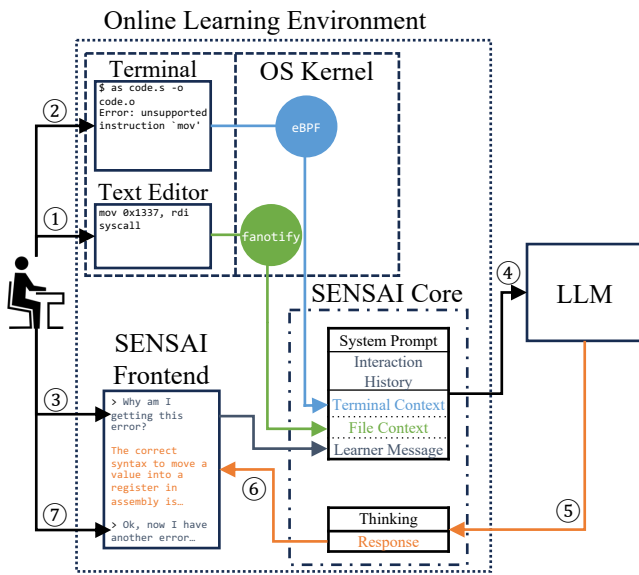 Online Learning Environment
Terminal
OS Kernel
$ as code.s -o
code.o
Error: unsupported
instruction `mov'
②
eBPF
Text Editor
①
mov 0x1337, rdi
syscall
fanotify
④
LLM
SENSAI Core
System Prompt
Interaction
History
Terminal Context
File Context
Learner Message
SENSAI
Frontend
③
> Why am I
getting this
error?
The correct
syntax to move a
value into a
register in
assembly is…
⑥
⑤
⑦
> Ok, now I have
another error…
Thinking
Response